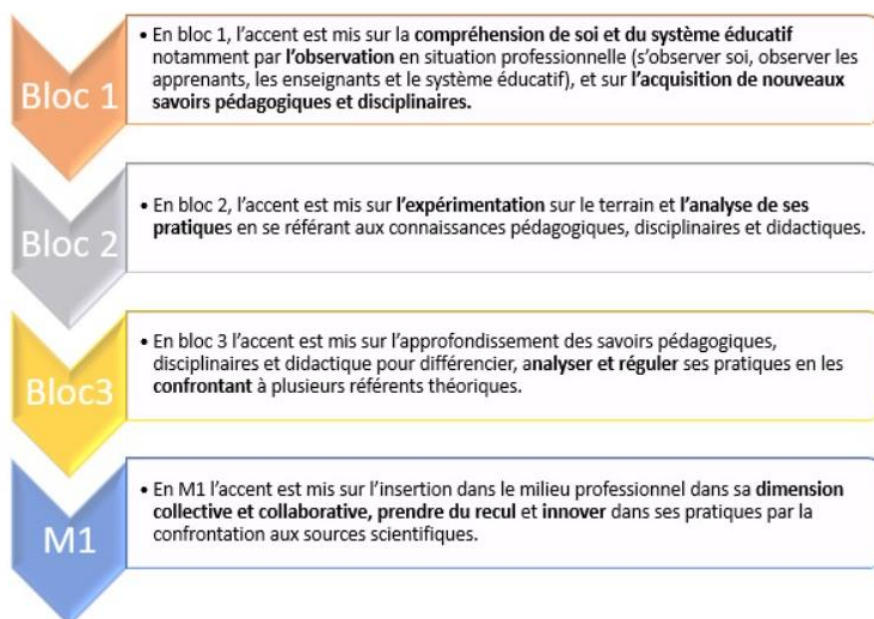 Bloc 1
• En bloc 1, l'accent est mis sur la compréhension de soi et du système éducatif
notamment par l'observation en situation professionnelle (s'observer soi, observer les
apprenants, les enseignants et le système éducatif), et sur l'acquisition de nouveaux
savoirs pédagogiques et disciplinaires.
Bloc 2
• En bloc 2, l'accent est mis sur l'expérimentation sur le terrain et l'analyse de ses
pratiques en se référant aux connaissances pédagogiques, disciplinaires et didactiques.
Bloc3
• En bloc 3 l'accent est mis sur l'approfondissement des savoirs pédagogiques,
disciplinaires et didactique pour différencier, analyser et réguler ses pratiques en les
confrontant à plusieurs référents théoriques.
M1
• En M1 l'accent est mis sur l'insertion dans le milieu professionnel dans sa dimension
collective et collaborative, prendre du recul et innover dans ses pratiques par la
confrontation aux sources scientifiques.